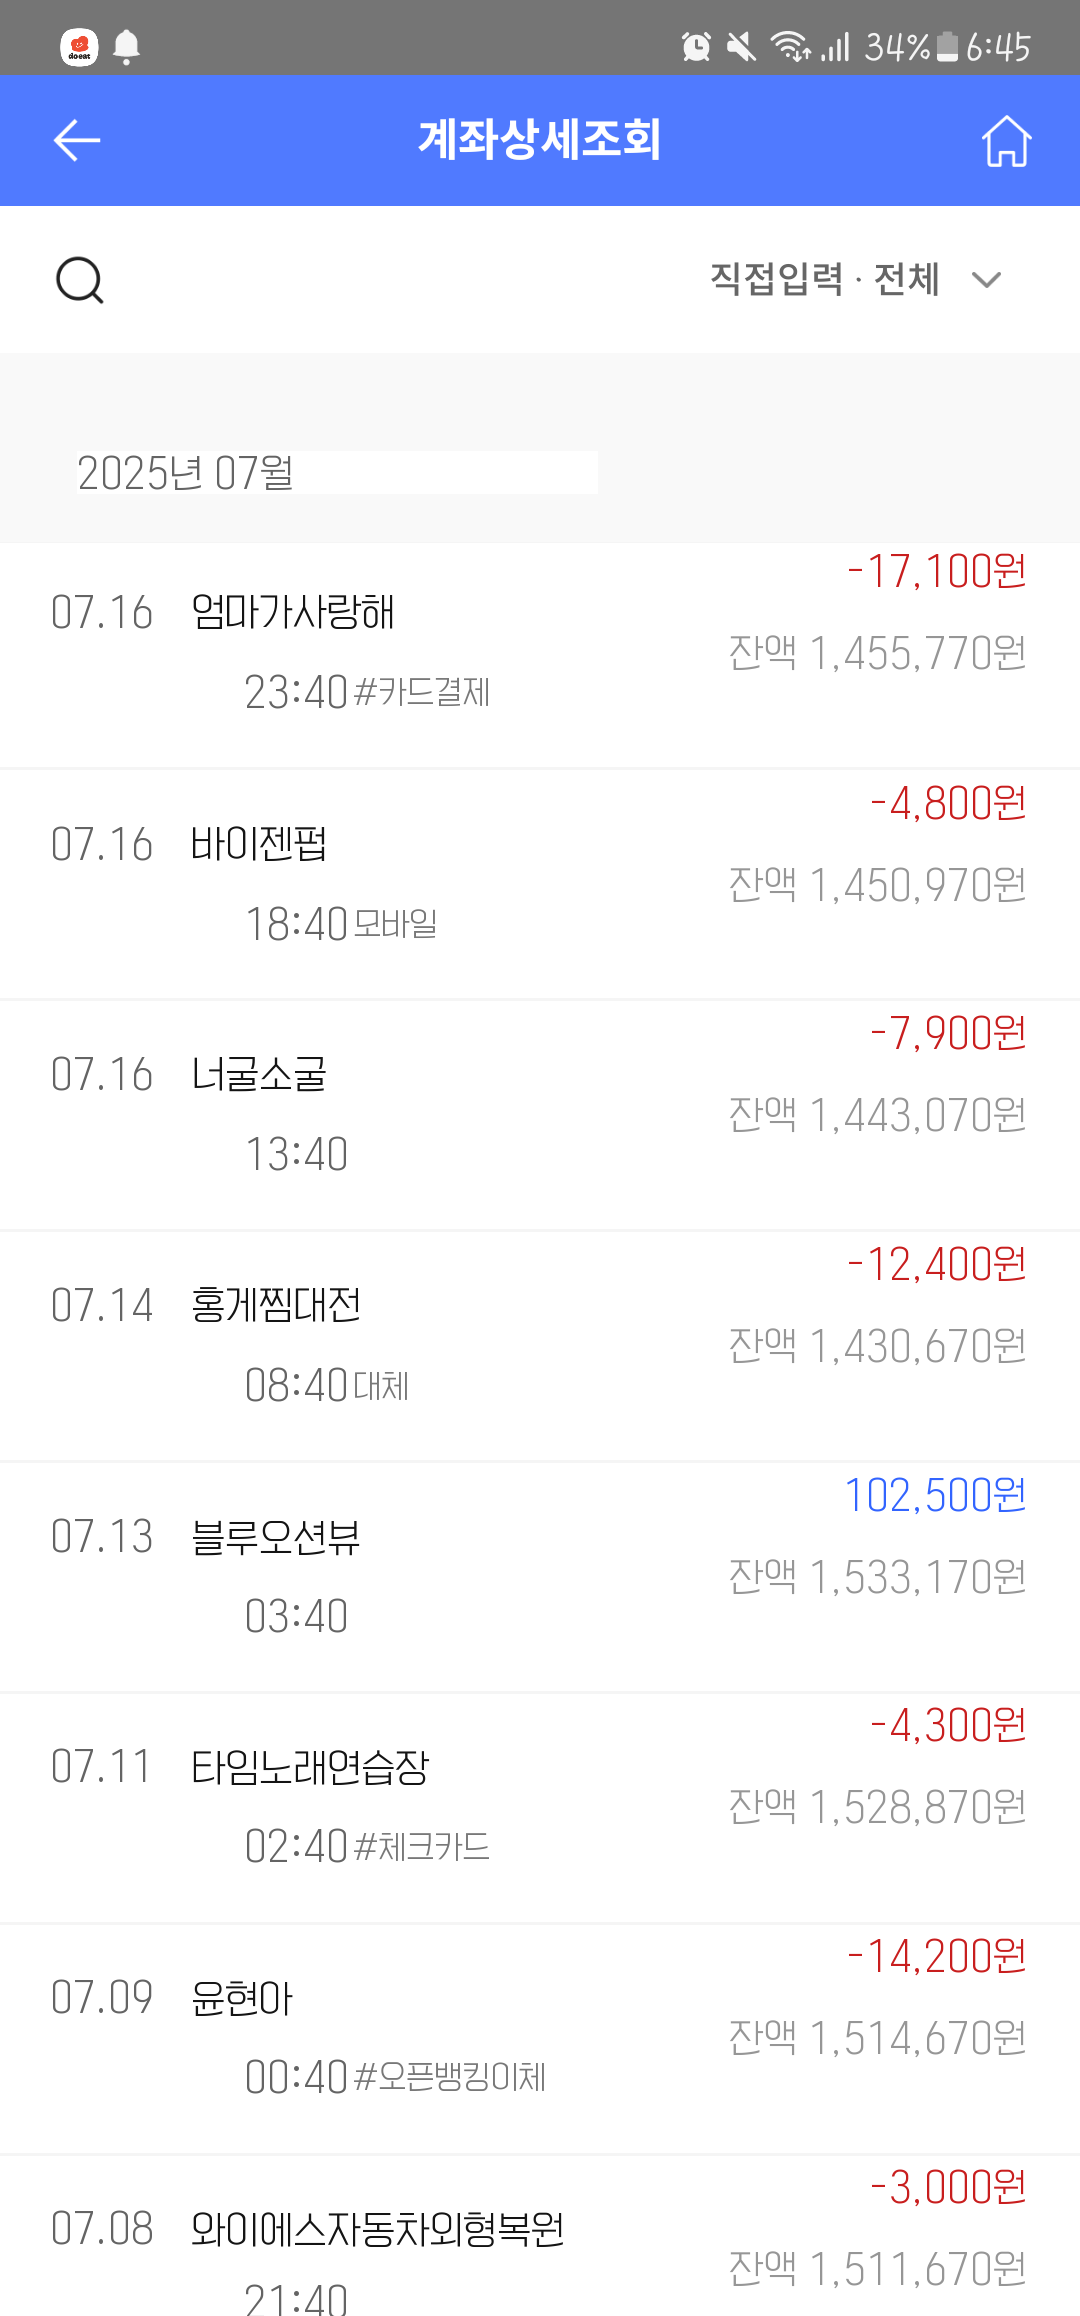 doeat 34% 6:45
계좌상세조회
직접입력 · 전체
2025년 07월
-17,100원
07.16 엄마가사랑해
잔액 1,455,770원
23:40 #카드결제
-4,800원
07.16 바이젠펍
잔액 1,450,970원
18:40 모바일
-7,900원
07.16 너굴소굴
잔액 1,443,070원
13:40
-12,400원
07.14 홍게찜대전
잔액 1,430,670원
08:40 대체
102,500원
07.13 블루오션뷰
잔액 1,533,170원
03:40
-4,300원
07.11 타임노래연습장
잔액 1,528,870원
02:40 #체크카드
-14,200원
07.09 윤현아
잔액 1,514,670원
00:40 #오픈뱅킹이체
-3,000원
07.08 와이에스자동차외형복원
잔액 1,511,670원
21:40